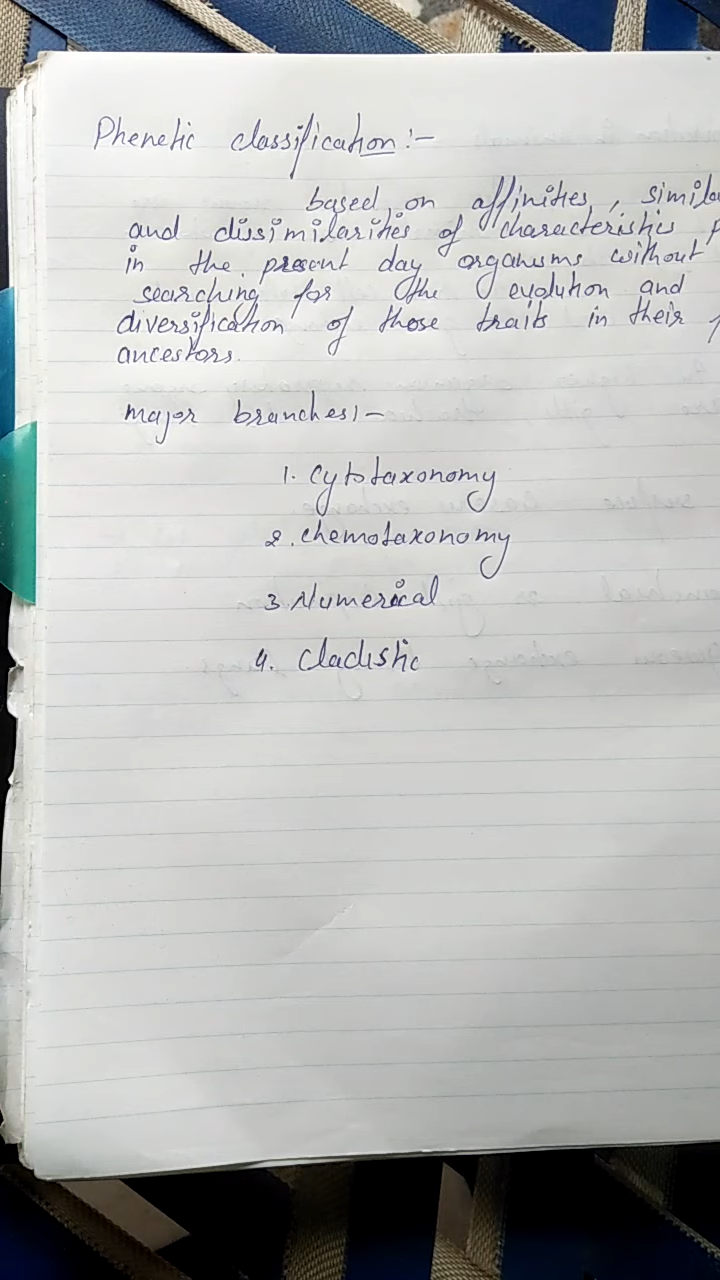 Phenetic classification :-
based on affinities, simila
and dissimilarities of characteristic p
in the present day organisms without
searching for the evolution and
diversification of those traits in their
ancestors.
major branches :-
1. Cytotaxonomy
2. chemotaxonomy
3. Numerical
4. Cladistic